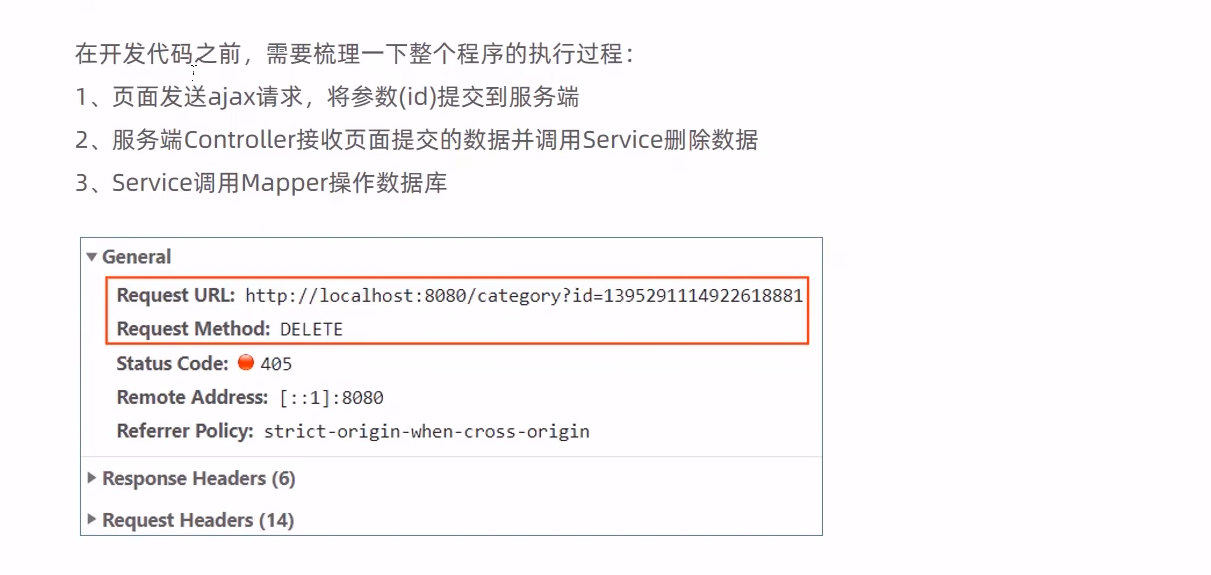 在开发代码之前，需要梳理一下整个程序的执行过程：
1、页面发送ajax请求，将参数(id)提交到服务端
2、服务端Controller接收页面提交的数据并调用Service删除数据
3、Service调用Mapper操作数据库
General
Request URL: http://localhost:8080/category?id=1395291114922618881
Request Method: DELETE
Status Code: 405
Remote Address: [::1]:8080
Referrer Policy: strict-origin-when-cross-origin
Response Headers (6)
Request Headers (14)